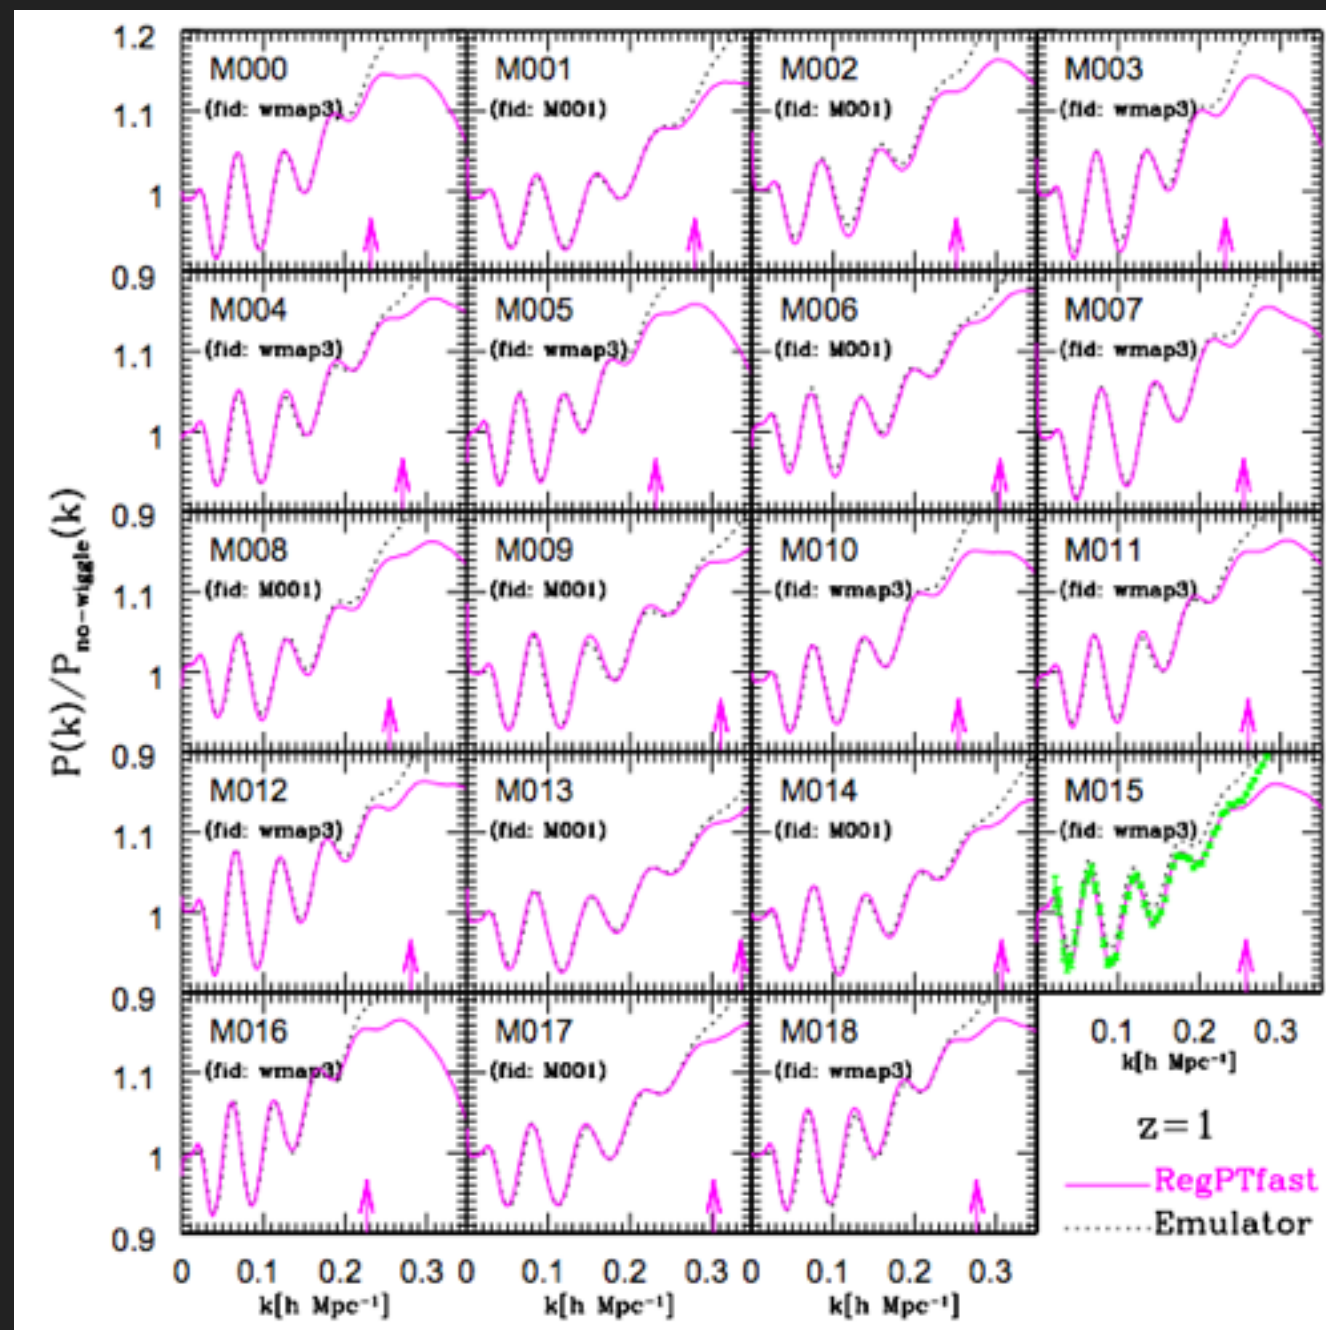 P(k)/Pno-wiggle(k)
1.2
M000
(fid: wmap3)
M001
(fid: M001)
M002
(fid: M001)
M003
(fid: wmap3)
1.1
1
0.9
M004
(fid: wmap3)
M005
(fid: wmap3)
M006
(fid: M001)
M007
(fid: wmap3)
1.1
1
0.9
M008
(fid: M001)
M009
(fid: M001)
M010
(fid: wmap3)
M011
(fid: wmap3)
1.1
1
0.9
M012
(fid: wmap3)
M013
(fid: M001)
M014
(fid: M001)
M015
(fid: wmap3)
1.1
1
0.9
M016
(fid: wmap3)
M017
(fid: M001)
M018
(fid: wmap3)
1.1
1
0.9
0.1 0.2 0.3
k[h Mpc⁻¹]
z=1
RegPTfast
Emulator
0 0.1 0.2 0.3 0 0.1 0.2 0.3 0 0.1 0.2 0.3
k[h Mpc⁻¹] k[h Mpc⁻¹] k[h Mpc⁻¹]